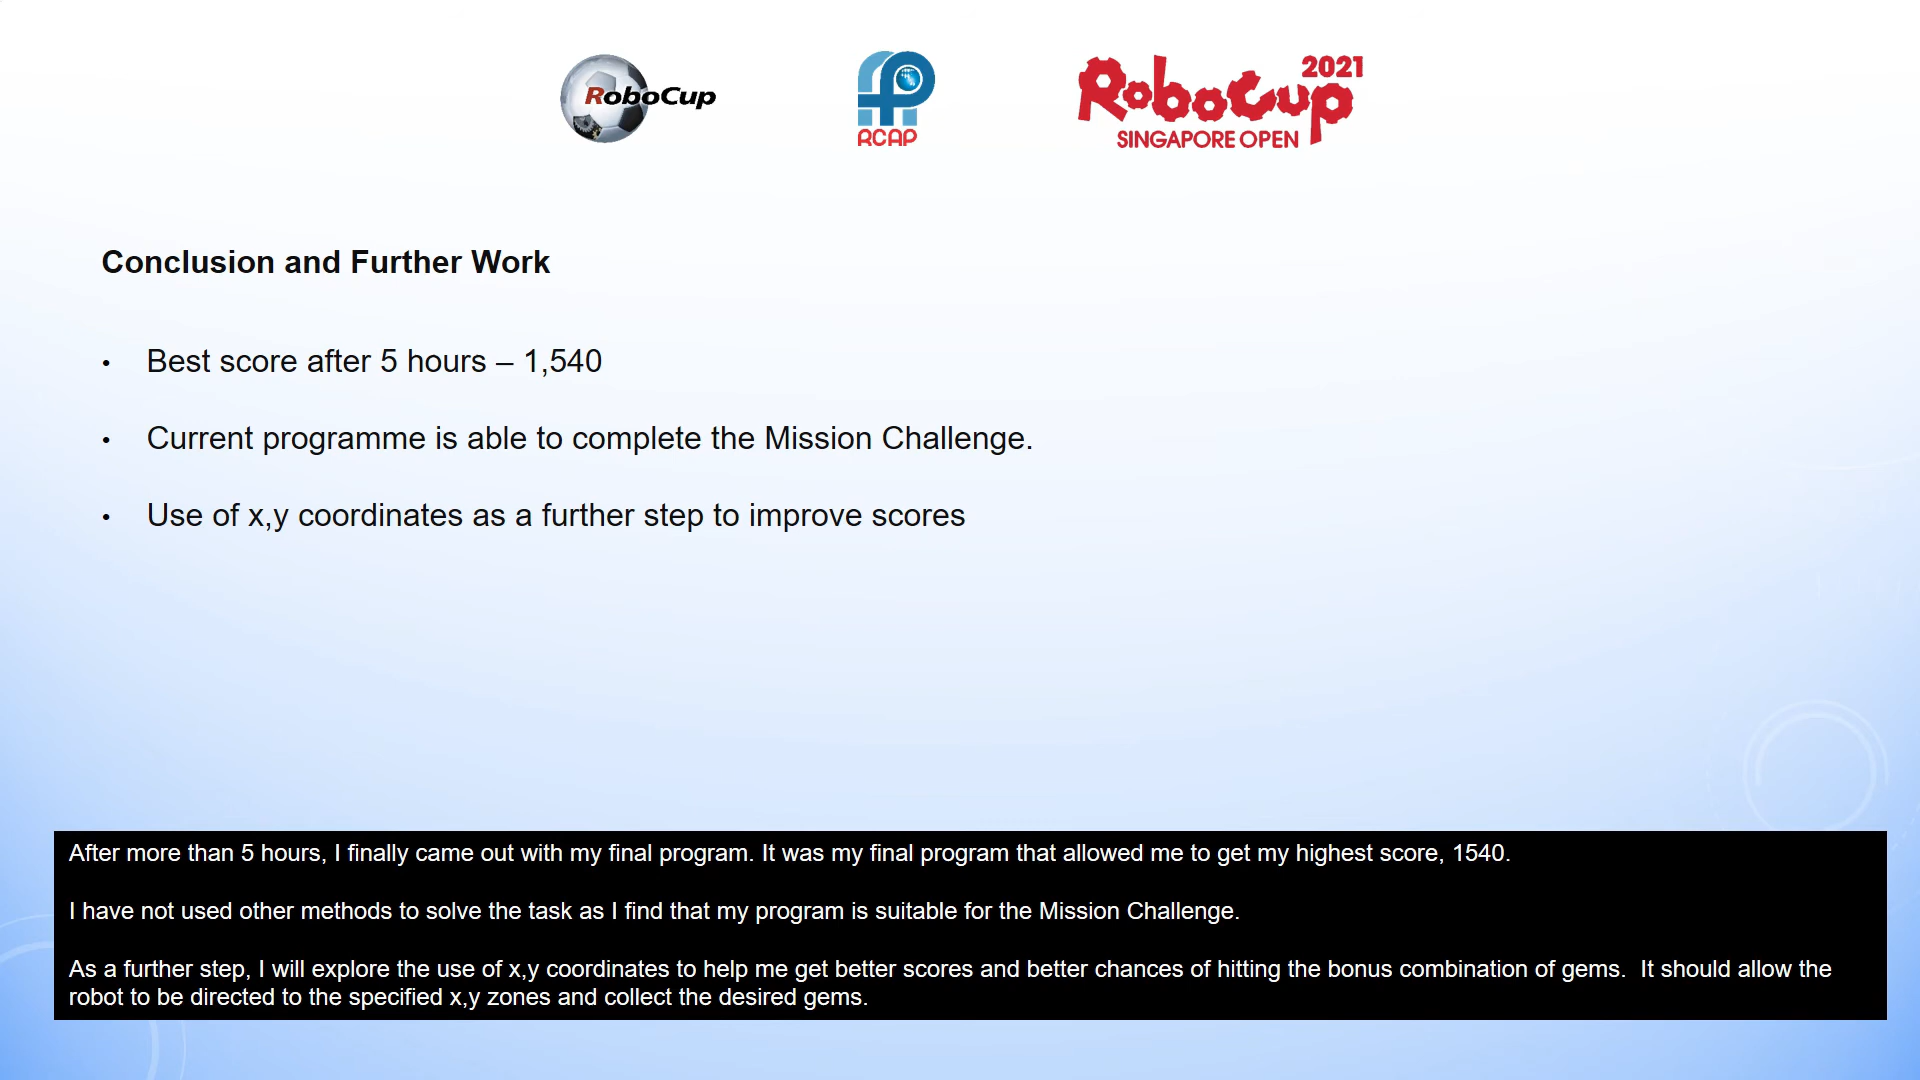 RoboCup
RCAP
RoboCup 2021
SINGAPORE OPEN
Conclusion and Further Work
• Best score after 5 hours – 1,540
• Current programme is able to complete the Mission Challenge.
• Use of x,y coordinates as a further step to improve scores
After more than 5 hours, I finally came out with my final program. It was my final program that allowed me to get my highest score, 1540.
I have not used other methods to solve the task as I find that my program is suitable for the Mission Challenge.
As a further step, I will explore the use of x,y coordinates to help me get better scores and better chances of hitting the bonus combination of gems.  It should allow the
robot to be directed to the specified x,y zones and collect the desired gems.